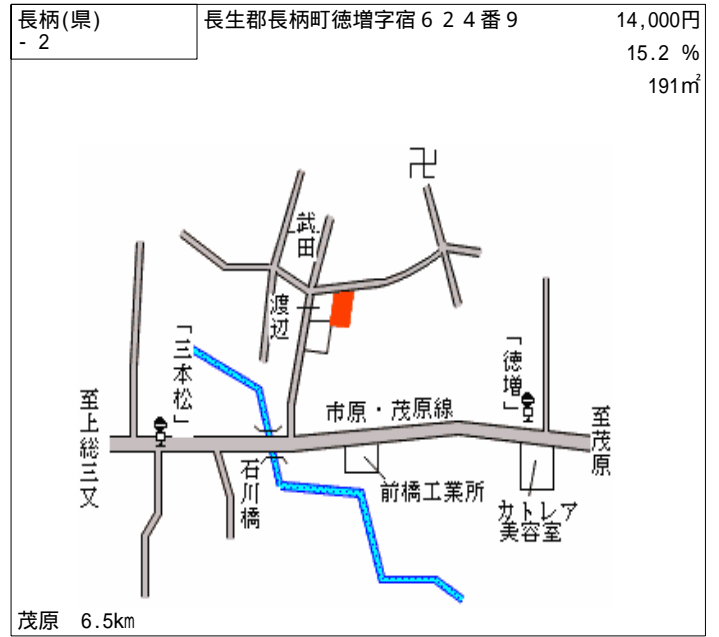 長柄(県)
- 2
長生郡長柄町徳増字宿６２４番９
14,000円
15.2 %
191㎡
卍
武田
渡辺
「三本松」
「徳増」
市原・茂原線
至上総三又
至茂原
石川橋
前橋工業所
カトレア
美容室
茂原 6.5km